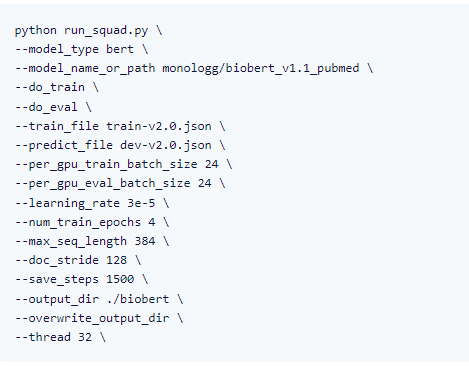 python run_squad.py \
--model_type bert \
--model_name_or_path monologg/biobert_v1.1_pubmed \
--do_train \
--do_eval \
--train_file train-v2.0.json \
--predict_file dev-v2.0.json \
--per_gpu_train_batch_size 24 \
--per_gpu_eval_batch_size 24 \
--learning_rate 3e-5 \
--num_train_epochs 4 \
--max_seq_length 384 \
--doc_stride 128 \
--save_steps 1500 \
--output_dir ./biobert \
--overwrite_output_dir \
--thread 32 \